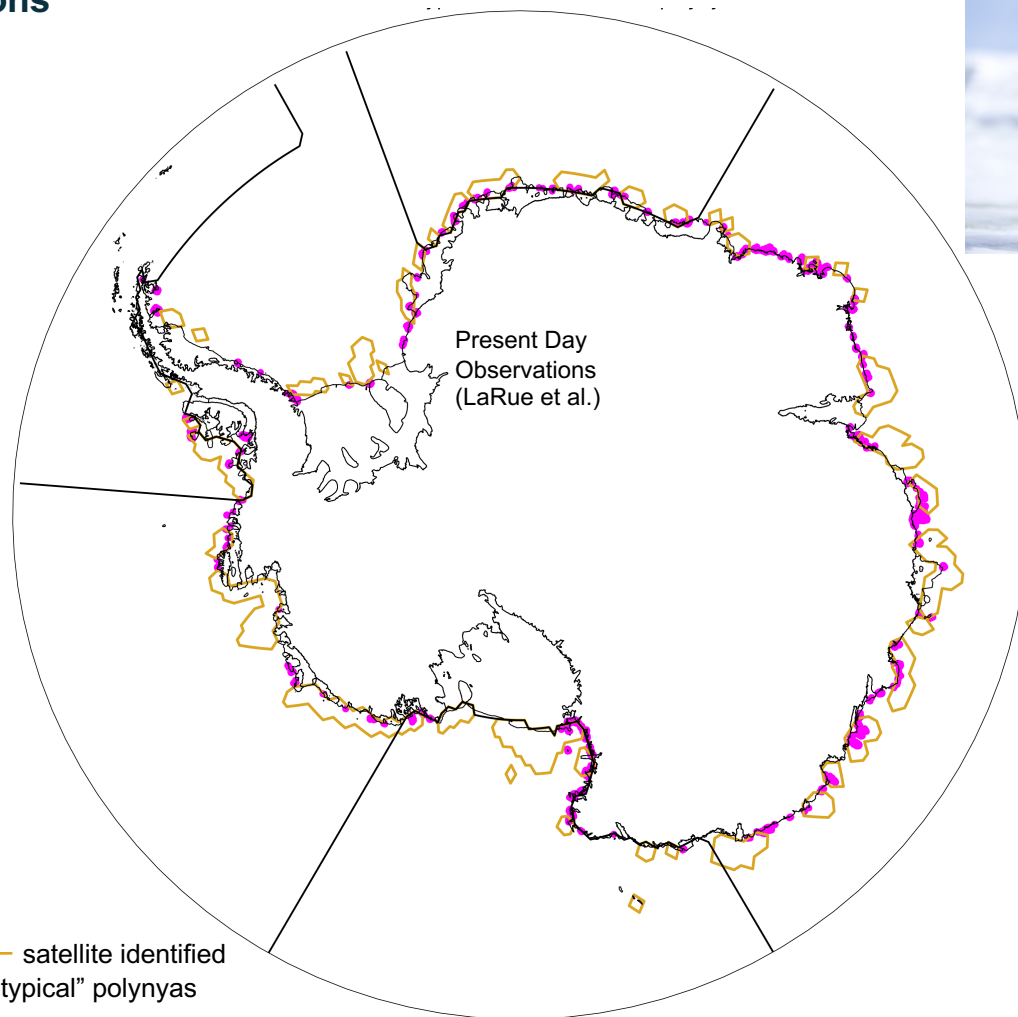 Present Day
Observations
(LaRue et al.)
satellite identified
typical” polynyas